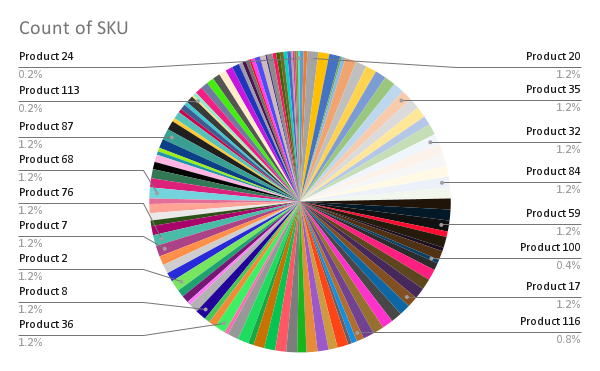 Count of SKU
Product 24
0.2%
Product 113
0.2%
Product 87
1.2%
Product 68
1.2%
Product 76
1.2%
Product 7
1.2%
Product 2
1.2%
Product 8
1.2%
Product 36
1.2%
Product 20
1.2%
Product 35
1.2%
Product 32
1.2%
Product 84
1.2%
Product 59
1.2%
Product 100
0.4%
Product 17
1.2%
Product 116
0.8%